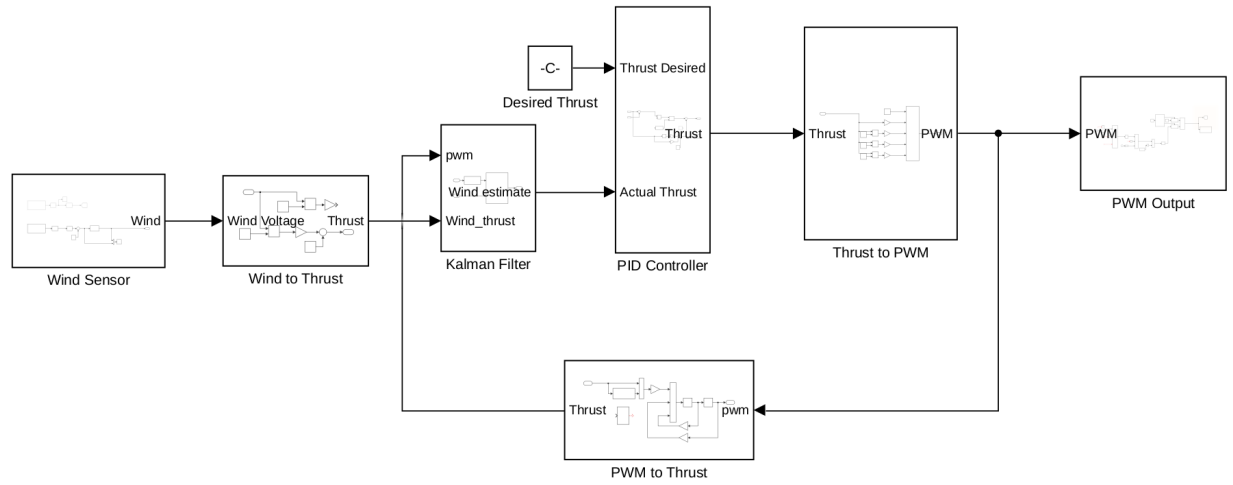 -C-
Desired Thrust
Thrust Desired
Thrust
Actual Thrust
PID Controller
Thrust
PWM
Thrust to PWM
PWM
PWM Output
pwm
Wind estimate
Wind_thrust
Kalman Filter
Wind
Wind Sensor
Wind Voltage
Thrust
Wind to Thrust
Thrust
pwm
PWM to Thrust